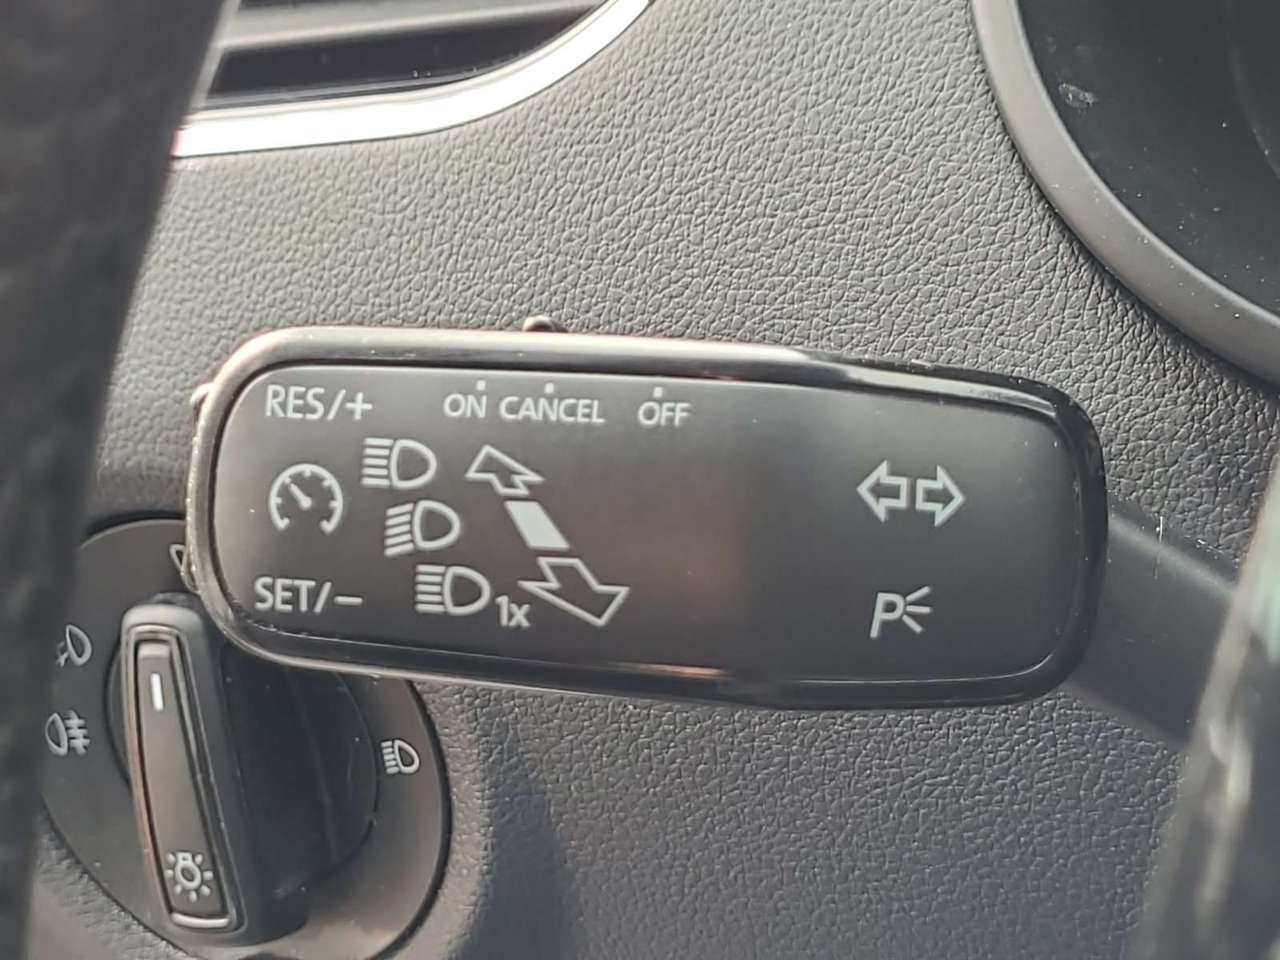 RES/+ ON CANCEL OFF
1x
SET/– P